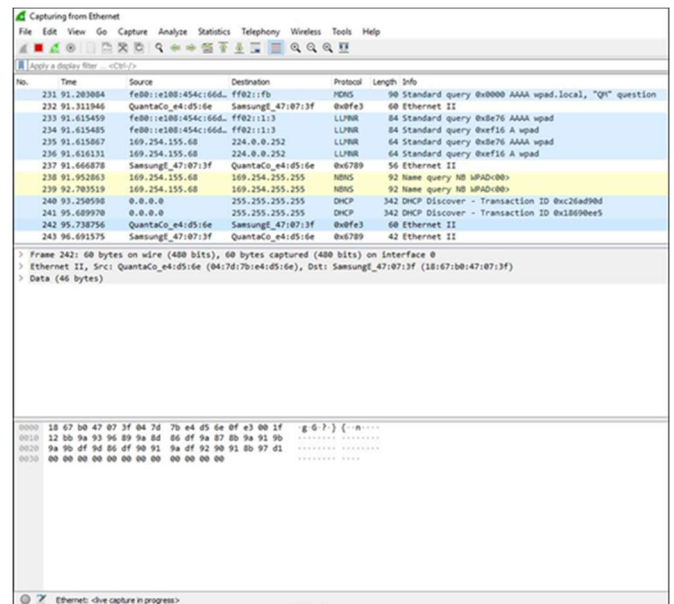 Capturing from Ethernet
File Edit View Go Capture Analyze Statistics Telephony Wireless Tools Help
Apply a display filter ... <Ctrl-/>
No. Time Source Destination Protocol Length Info
231 91.203084 fe80::e108:454c:66d… ff02::fb MDNS 90 Standard query 0x0000 AAAA wpad.local, "QM" question
232 91.311946 QuantaCo_e4:d5:6e SamsungE_47:07:3f 0x0fe3 60 Ethernet II
233 91.615459 fe80::e108:454c:66d… ff02::1:3 LLMNR 84 Standard query 0x8e76 AAAA wpad
234 91.615485 fe80::e108:454c:66d… ff02::1:3 LLMNR 84 Standard query 0xef16 A wpad
235 91.615867 169.254.155.68 224.0.0.252 LLMNR 64 Standard query 0x8e76 AAAA wpad
236 91.616131 169.254.155.68 224.0.0.252 LLMNR 64 Standard query 0xef16 A wpad
237 91.666878 SamsungE_47:07:3f QuantaCo_e4:d5:6e 0x6789 56 Ethernet II
238 91.952863 169.254.155.68 169.254.255.255 NBNS 92 Name query NB WPAD<00>
239 92.703519 169.254.155.68 169.254.255.255 NBNS 92 Name query NB WPAD<00>
240 93.250598 0.0.0.0 255.255.255.255 DHCP 342 DHCP Discover - Transaction ID 0xc26ad90d
241 95.689970 0.0.0.0 255.255.255.255 DHCP 342 DHCP Discover - Transaction ID 0x18690ee5
242 95.738756 QuantaCo_e4:d5:6e SamsungE_47:07:3f 0x0fe3 60 Ethernet II
243 96.691575 SamsungE_47:07:3f QuantaCo_e4:d5:6e 0x6789 42 Ethernet II
> Frame 242: 60 bytes on wire (480 bits), 60 bytes captured (480 bits) on interface 0
> Ethernet II, Src: QuantaCo_e4:d5:6e (04:7d:7b:e4:d5:6e), Dst: SamsungE_47:07:3f (18:67:b0:47:07:3f)
> Data (46 bytes)
0000 18 67 b0 47 07 3f 04 7d 7b e4 d5 6e 0f e3 00 1f ·g·G·?·} {··n····
0010 12 bb 9a 93 96 89 9a 8d 86 df 9a 87 8b 9a 91 9b ········ ········
0020 9a 9b df 9d 86 df 90 91 9a df 92 90 91 8b 97 d1 ········ ········
0030 00 00 00 00 00 00 00 00 00 00 00 00 ········ ····
Ethernet: <live capture in progress>